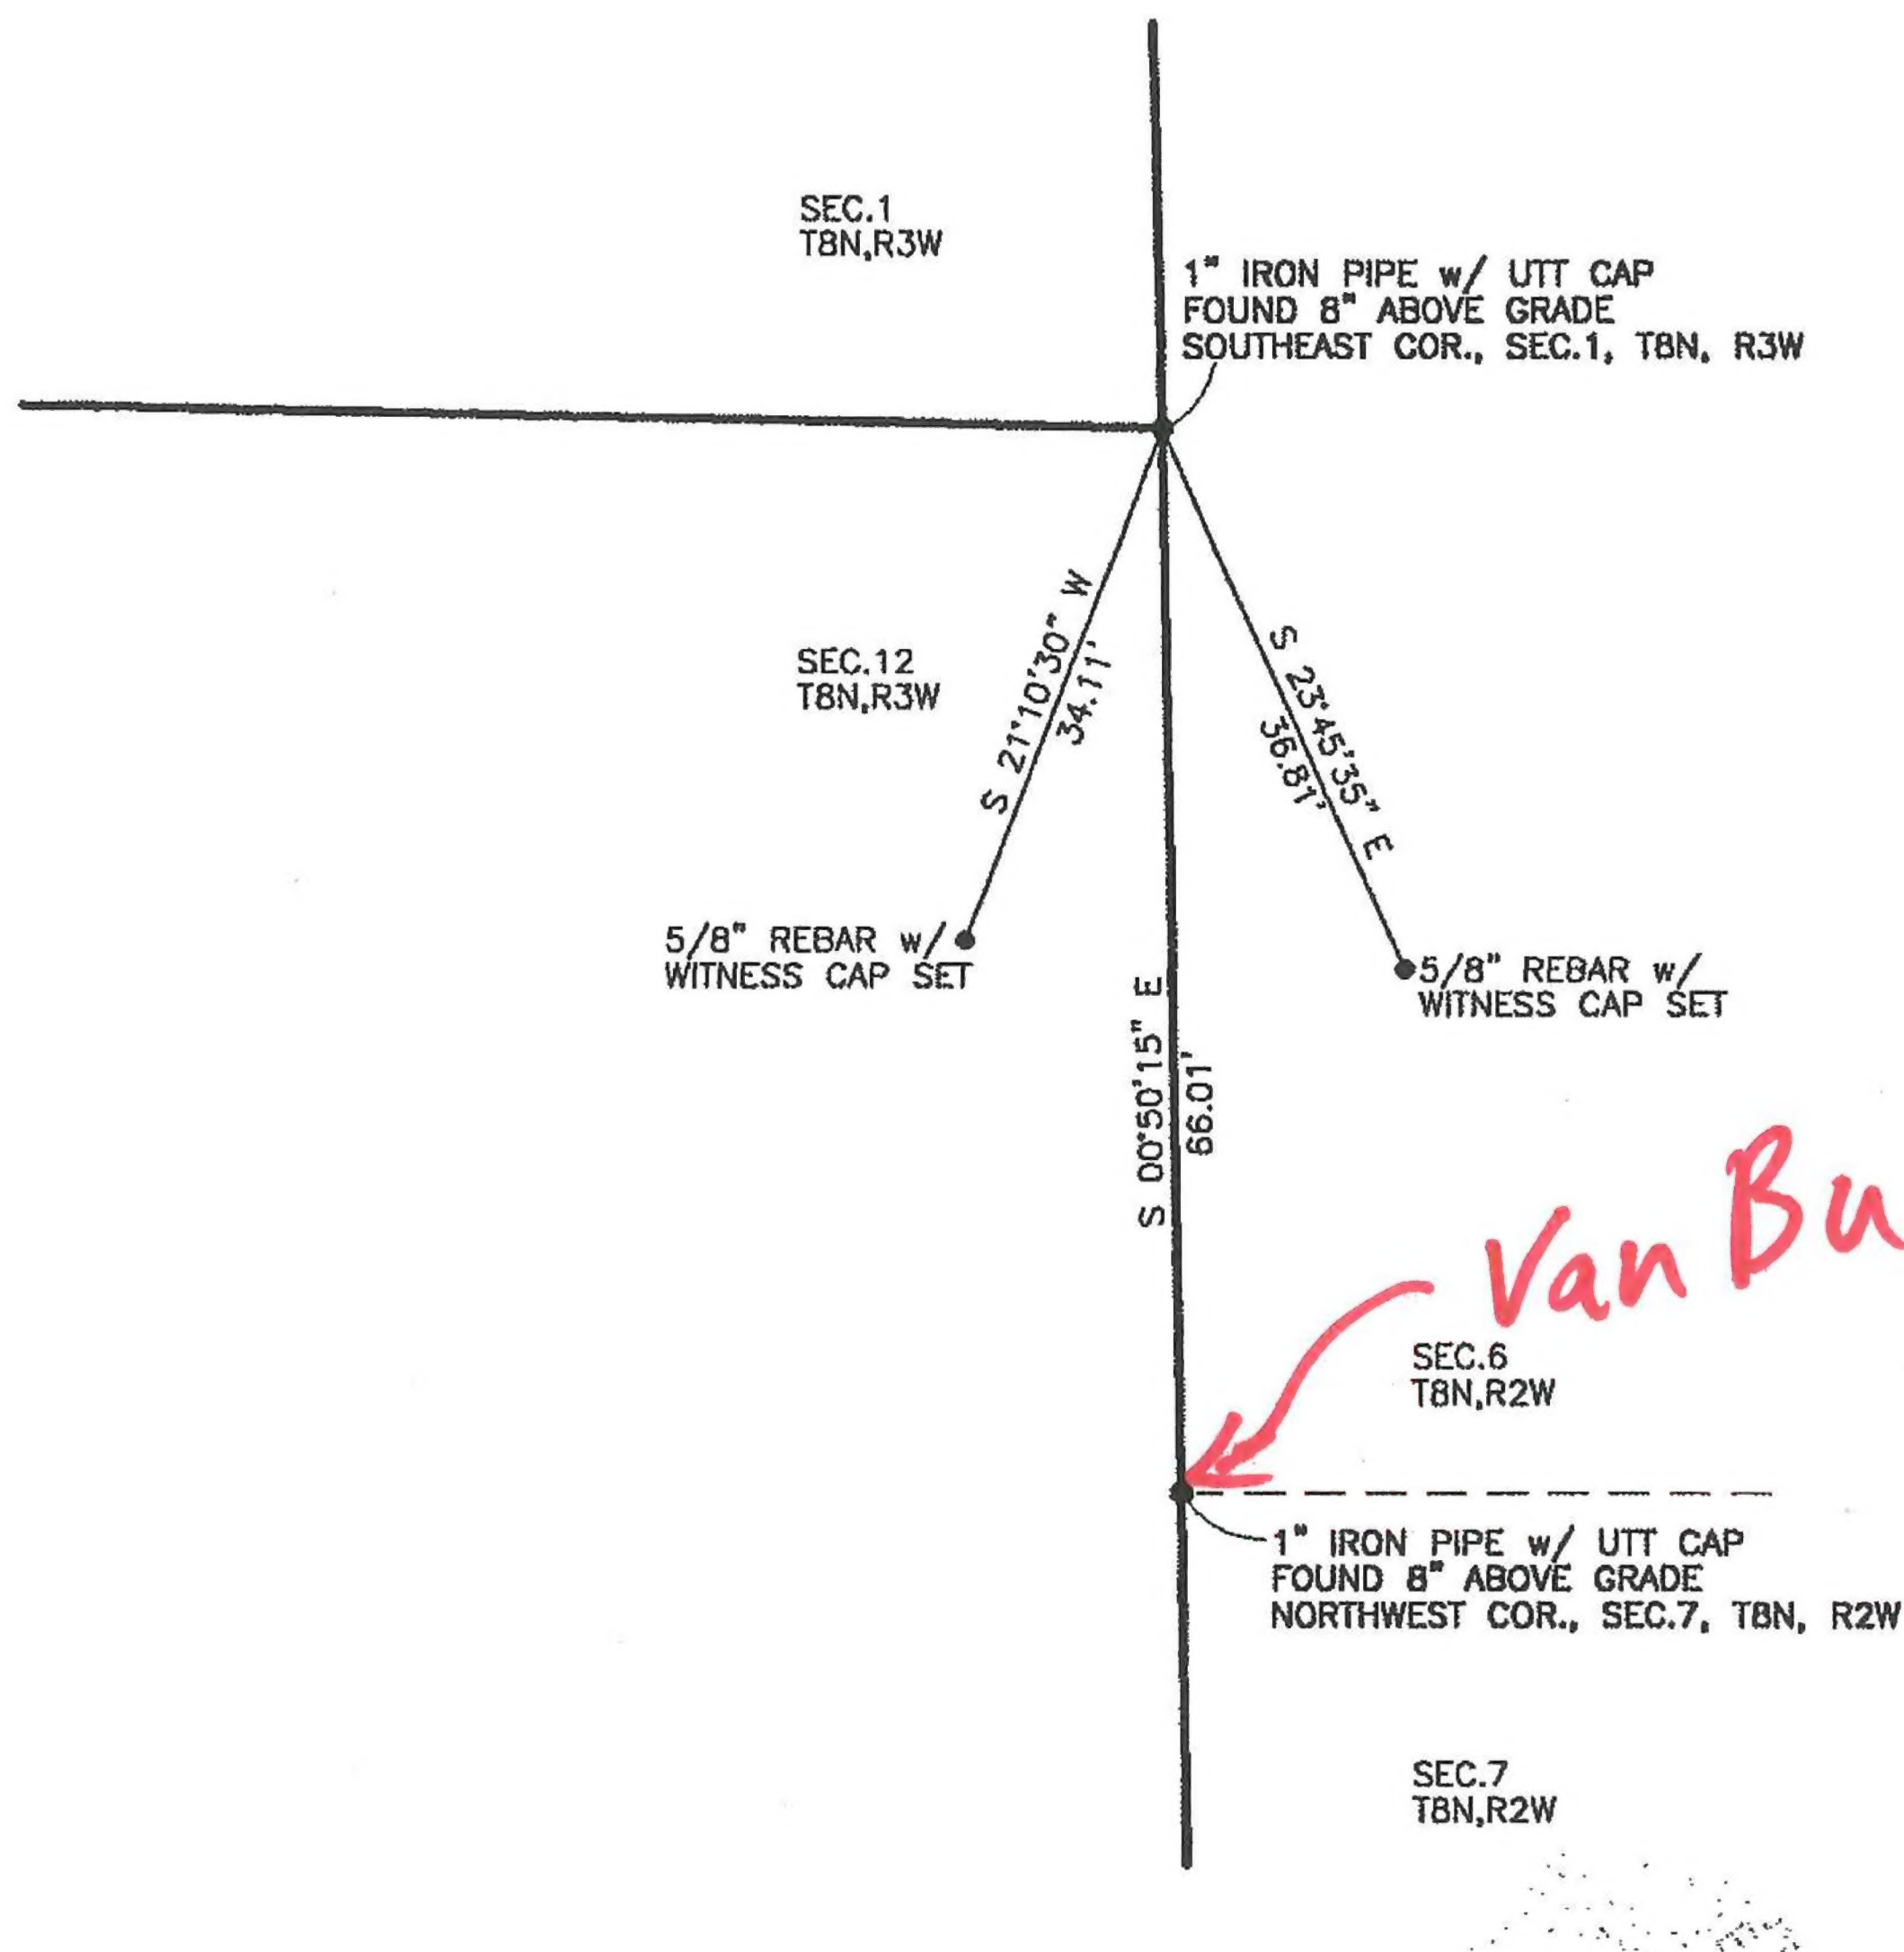 SEC.1
T8N,R3W
1" IRON PIPE w/ UTT CAP
FOUND 8" ABOVE GRADE
SOUTHEAST COR., SEC.1, T8N, R3W
S 21°10'30" W
34.11'
S 23°45'35" E
36.81'
SEC.12
T8N,R3W
5/8" REBAR w/
WITNESS CAP SET
5/8" REBAR w/
WITNESS CAP SET
S 00°50'15" E
66.01'
Van Bu
SEC.6
T8N,R2W
1" IRON PIPE w/ UTT CAP
FOUND 8" ABOVE GRADE
NORTHWEST COR., SEC.7, T8N, R2W
SEC.7
T8N,R2W